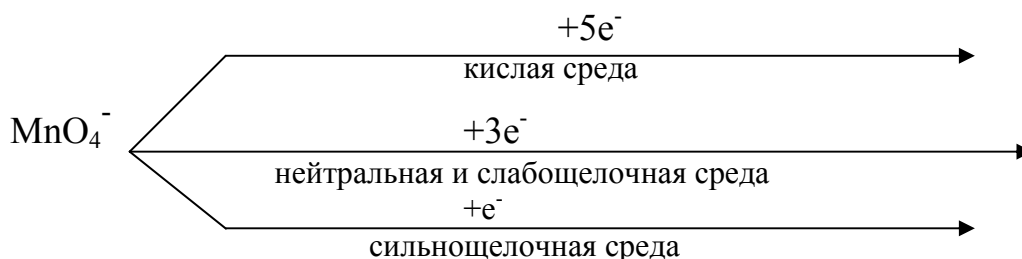 +5e⁻
кислая среда
MnO₄⁻
+3e⁻
нейтральная и слабощелочная среда
+e⁻
сильнощелочная среда